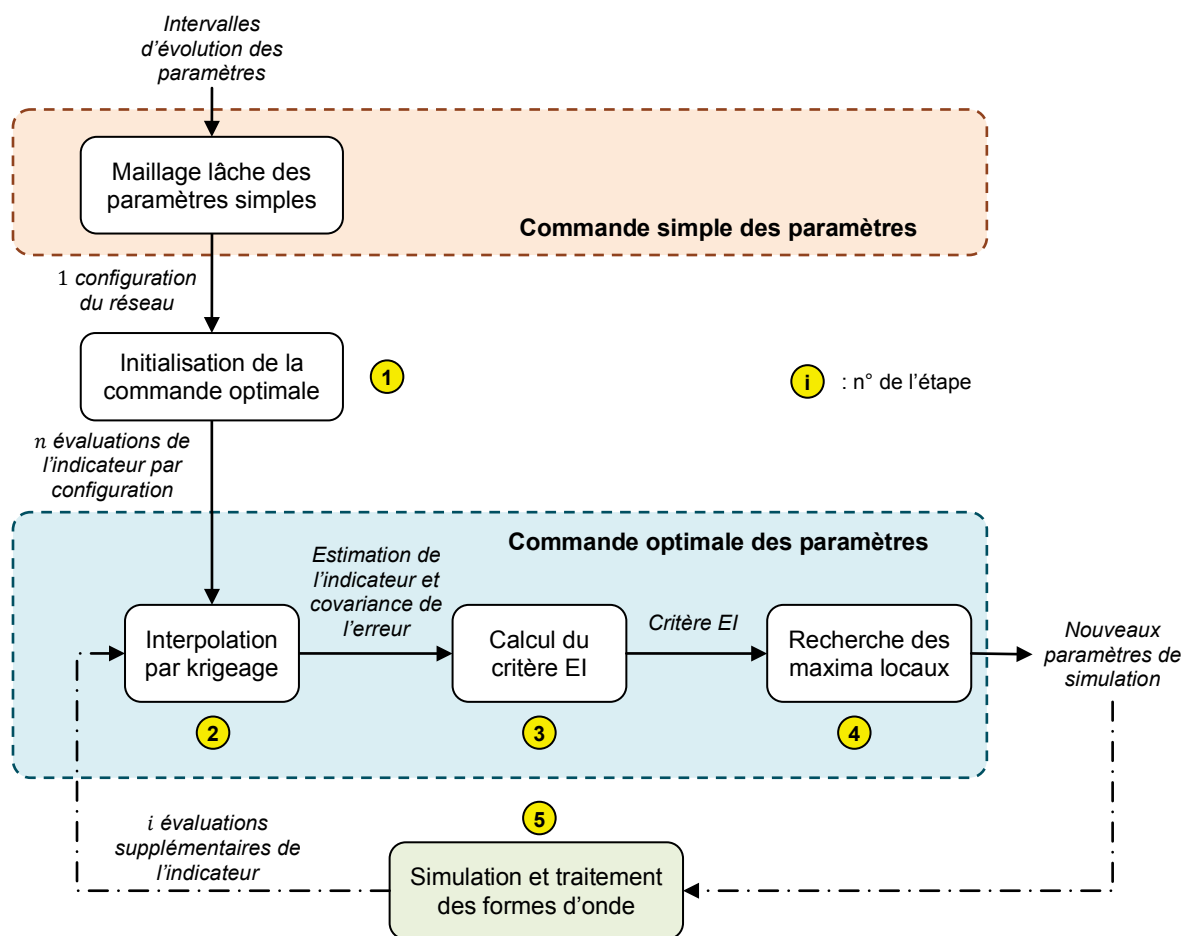 Intervalles
d'évolution des
paramètres
Maillage lâche des
paramètres simples
Commande simple des paramètres
1 configuration
du réseau
Initialisation de la
commande optimale
1
i : n° de l'étape
n évaluations de
l'indicateur par
configuration
Commande optimale des paramètres
Estimation de
l'indicateur et
covariance de
l'erreur
Interpolation
par krigeage
2
Calcul du
critère EI
3
Critère EI
Recherche des
maxima locaux
4
Nouveaux
paramètres de
simulation
5
Simulation et traitement
des formes d'onde
i évaluations
supplémentaires de
l'indicateur